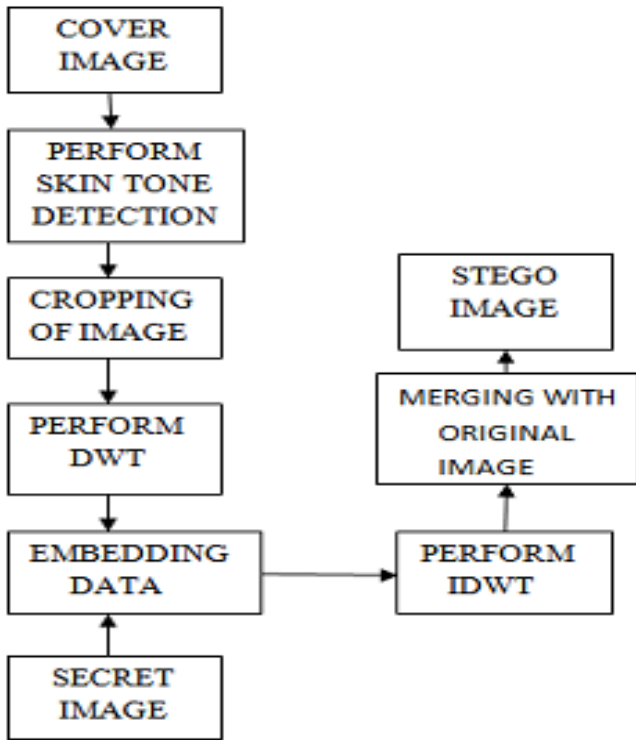 COVER
IMAGE
PERFORM
SKIN TONE
DETECTION
CROPPING
OF IMAGE
PERFORM
DWT
EMBEDDING
DATA
SECRET
IMAGE
PERFORM
IDWT
MERGING WITH
ORIGINAL
IMAGE
STEGO
IMAGE